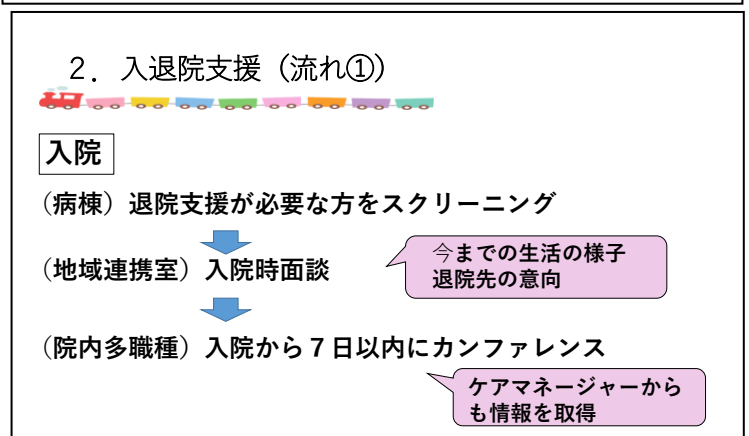 ２．入退院支援（流れ①）
入院
（病棟）退院支援が必要な方をスクリーニング
（地域連携室）入院時面談
今までの生活の様子
退院先の意向
（院内多職種）入院から７日以内にカンファレンス
ケアマネージャーから
も情報を取得